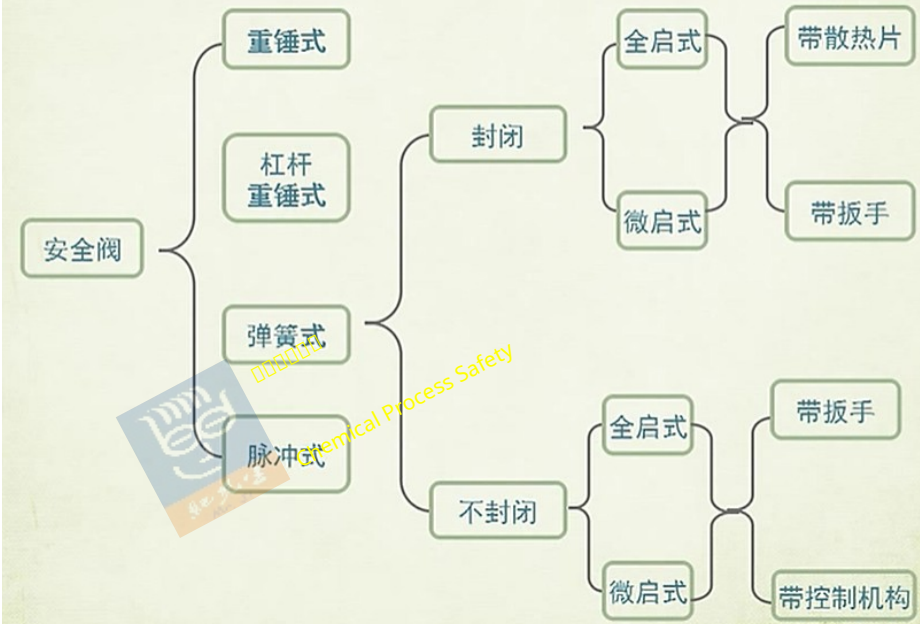 安全阀
重锤式
杠杆
重锤式
弹簧式
脉冲式
封闭
不封闭
全启式
微启式
带散热片
带扳手
全启式
微启式
带扳手
带控制机构
Chemical Process Safety